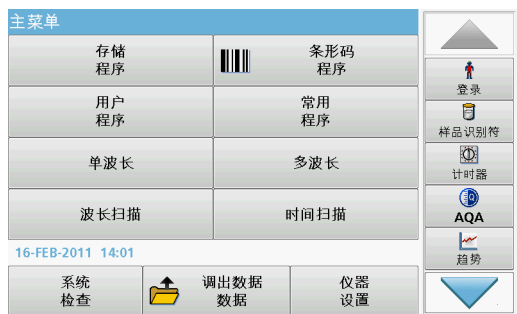 主菜单
存储
程序
条形码
程序
用户
程序
常用
程序
单波长
多波长
波长扫描
时间扫描
16-FEB-2011 14:01
系统
检查
调出数据
数据
仪器
设置
登录
样品识别符
计时器
AQA
趋势